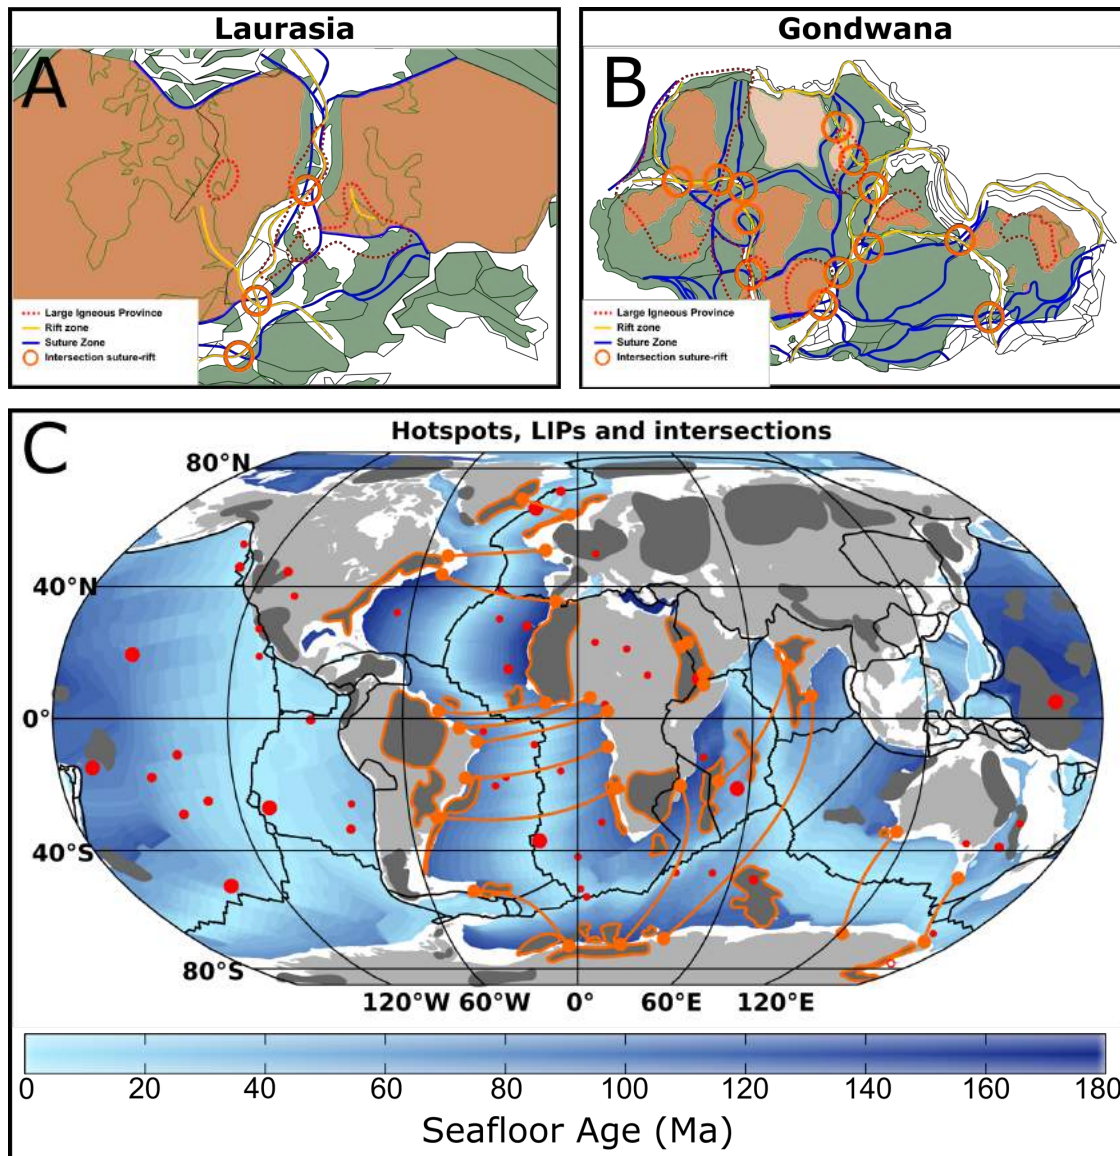 Laurasia
A
Large Igneous Province
Rift zone
Suture Zone
Intersection suture-rift
Gondwana
B
Large Igneous Province
Rift zone
Suture Zone
Intersection suture-rift
C
Hotspots, LIPs and intersections
80°N
40°N
0°
40°S
80°S
120°W 60°W 0° 60°E 120°E
0 20 40 60 80 100 120 140 160 180
Seafloor Age (Ma)